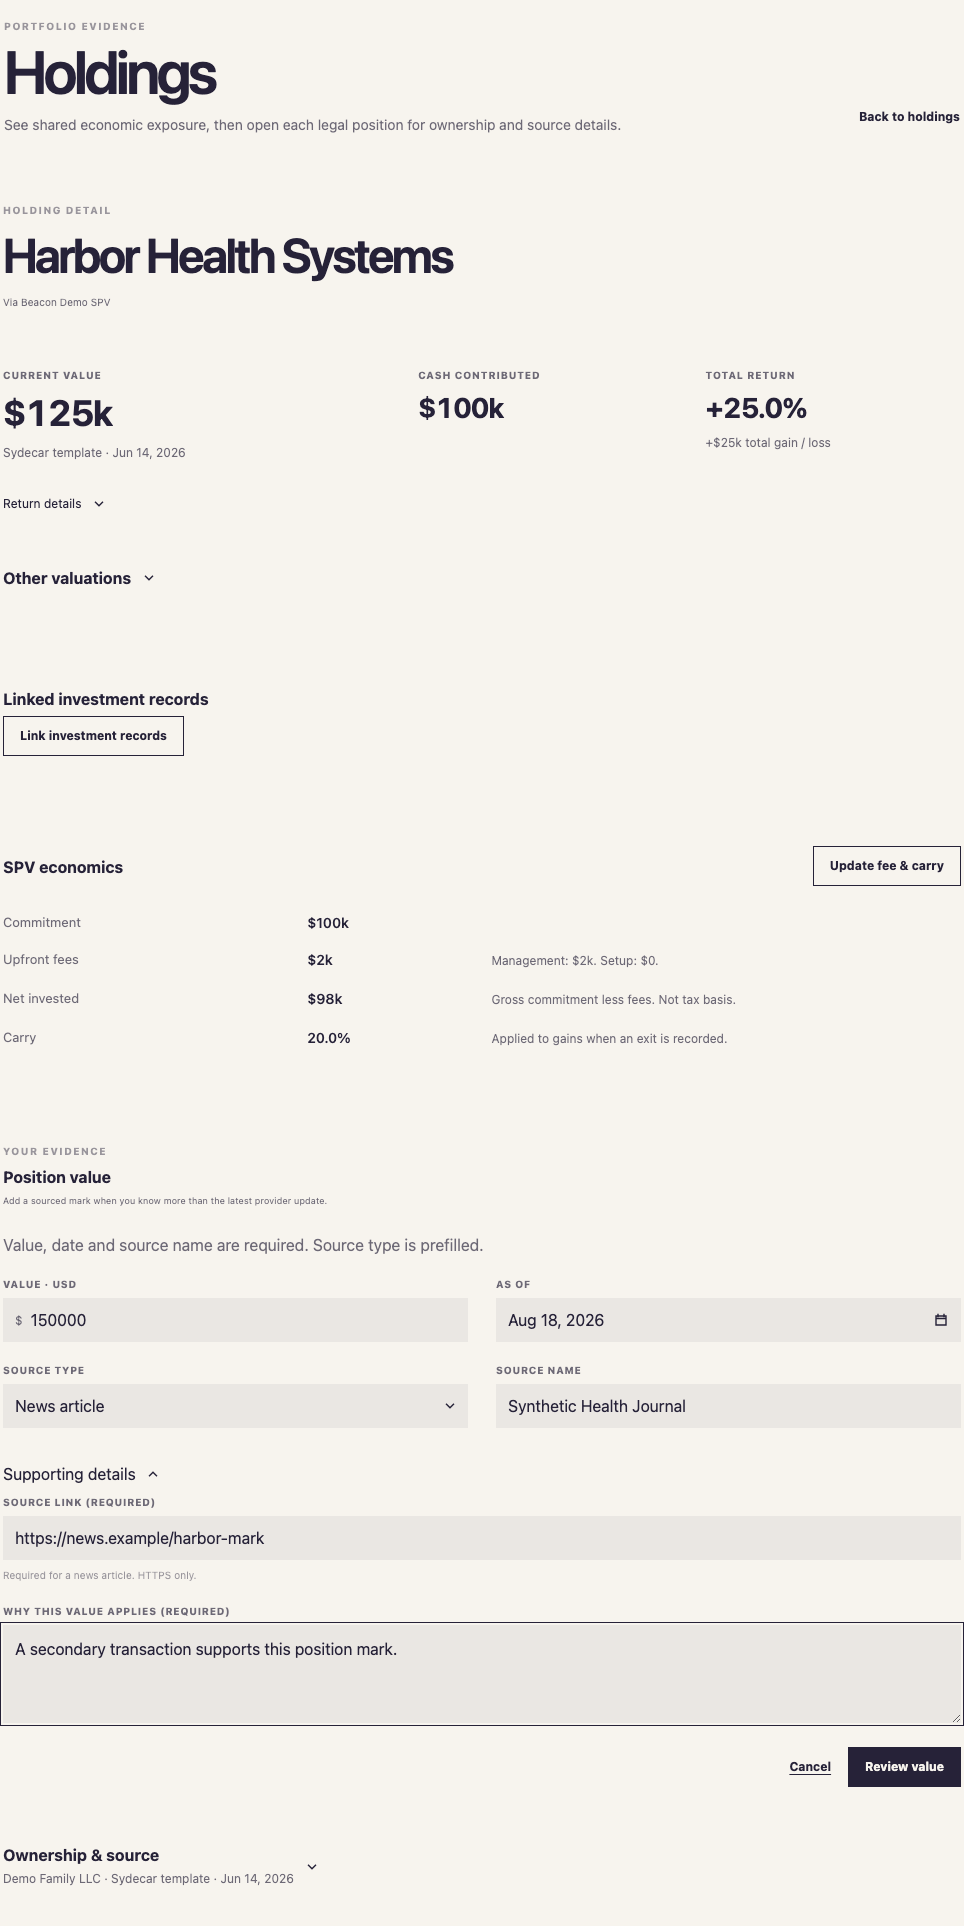 PORTFOLIO EVIDENCE
Holdings
See shared economic exposure, then open each legal position for ownership and source details.
Back to holdings
HOLDING DETAIL
Harbor Health Systems
Via Beacon Demo SPV
CURRENT VALUE
$125k
Sydecar template · Jun 14, 2026
CASH CONTRIBUTED
$100k
TOTAL RETURN
+25.0%
+$25k total gain / loss
Return details
Other valuations
Linked investment records
Link investment records
SPV economics
Update fee & carry
Commitment $100k
Upfront fees $2k Management: $2k. Setup: $0.
Net invested $98k Gross commitment less fees. Not tax basis.
Carry 20.0% Applied to gains when an exit is recorded.
YOUR EVIDENCE
Position value
Add a sourced mark when you know more than the latest provider update.
Value, date and source name are required. Source type is prefilled.
VALUE · USD
$ 150000
AS OF
Aug 18, 2026
SOURCE TYPE
News article
SOURCE NAME
Synthetic Health Journal
Supporting details
SOURCE LINK (REQUIRED)
https://news.example/harbor-mark
Required for a news article. HTTPS only.
WHY THIS VALUE APPLIES (REQUIRED)
A secondary transaction supports this position mark.
Cancel
Review value
Ownership & source
Demo Family LLC · Sydecar template · Jun 14, 2026